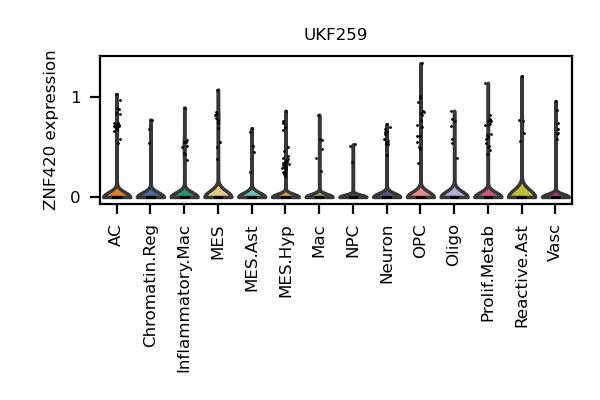 UKF259
ZNF420 expression
1
0
AC
Chromatin.Reg
Inflammatory.Mac
MES
MES.Ast
MES.Hyp
Mac
NPC
Neuron
OPC
Oligo
Prolif.Metab
Reactive.Ast
Vasc